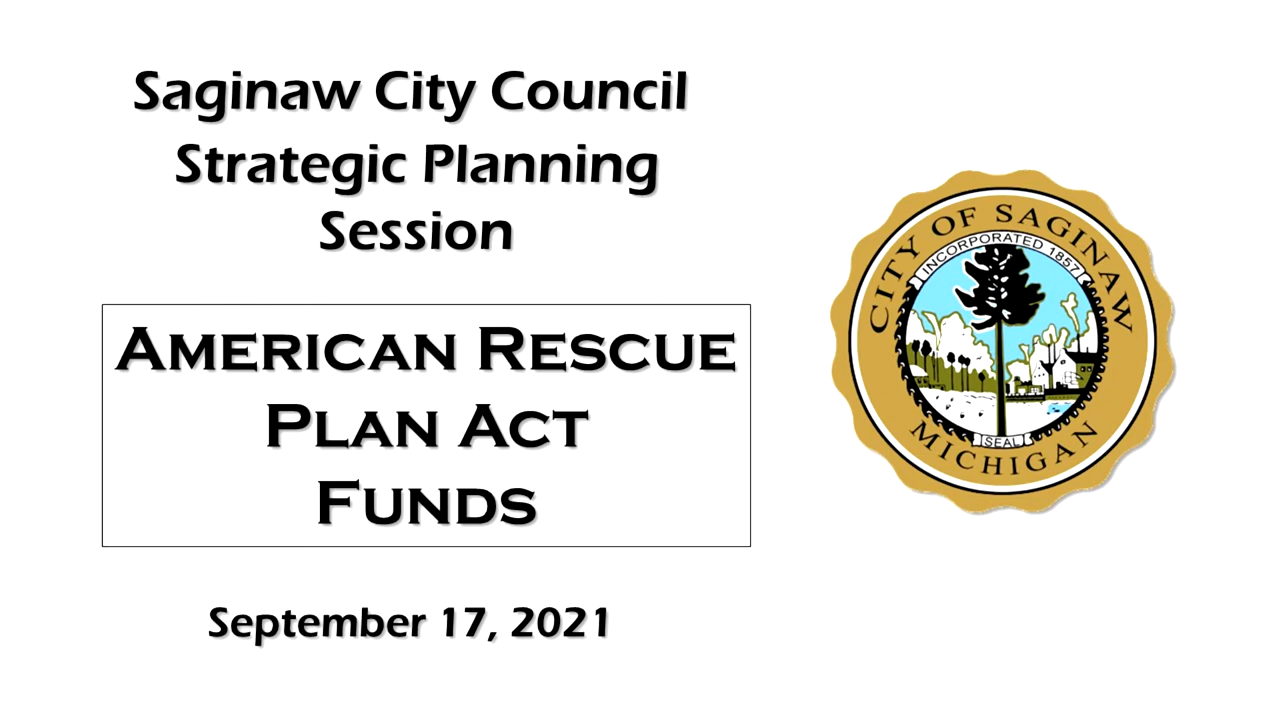 Saginaw City Council
Strategic Planning
Session
AMERICAN RESCUE
PLAN ACT
FUNDS
September 17, 2021
CITY OF SAGINAW
INCORPORATED 1857
SEAL
MICHIGAN